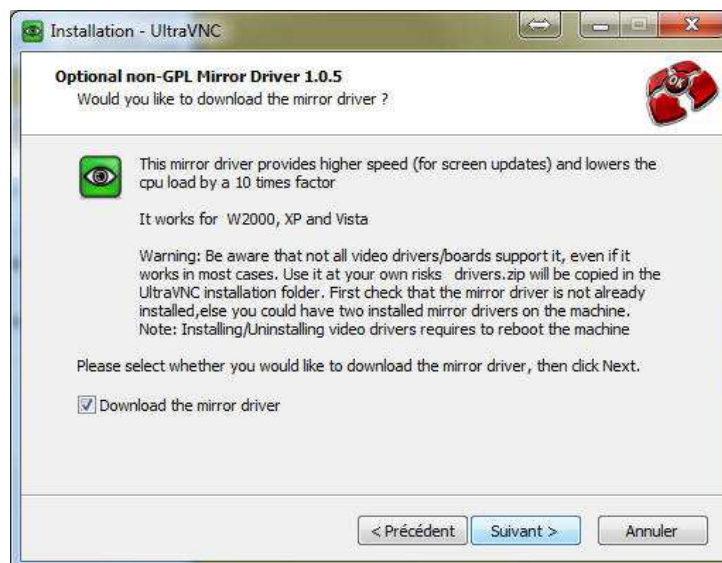 Installation - UltraVNC
Optional non-GPL Mirror Driver 1.0.5
Would you like to download the mirror driver ?
OK
This mirror driver provides higher speed (for screen updates) and lowers the
cpu load by a 10 times factor
It works for W2000, XP and Vista
Warning: Be aware that not all video drivers/boards support it, even if it
works in most cases. Use it at your own risks drivers.zip will be copied in the
UltraVNC installation folder. First check that the mirror driver is not already
installed,else you could have two installed mirror drivers on the machine.
Note: Installing/Uninstalling video drivers requires to reboot the machine
Please select whether you would like to download the mirror driver, then click Next.
Download the mirror driver
< Précédent Suivant > Annuler